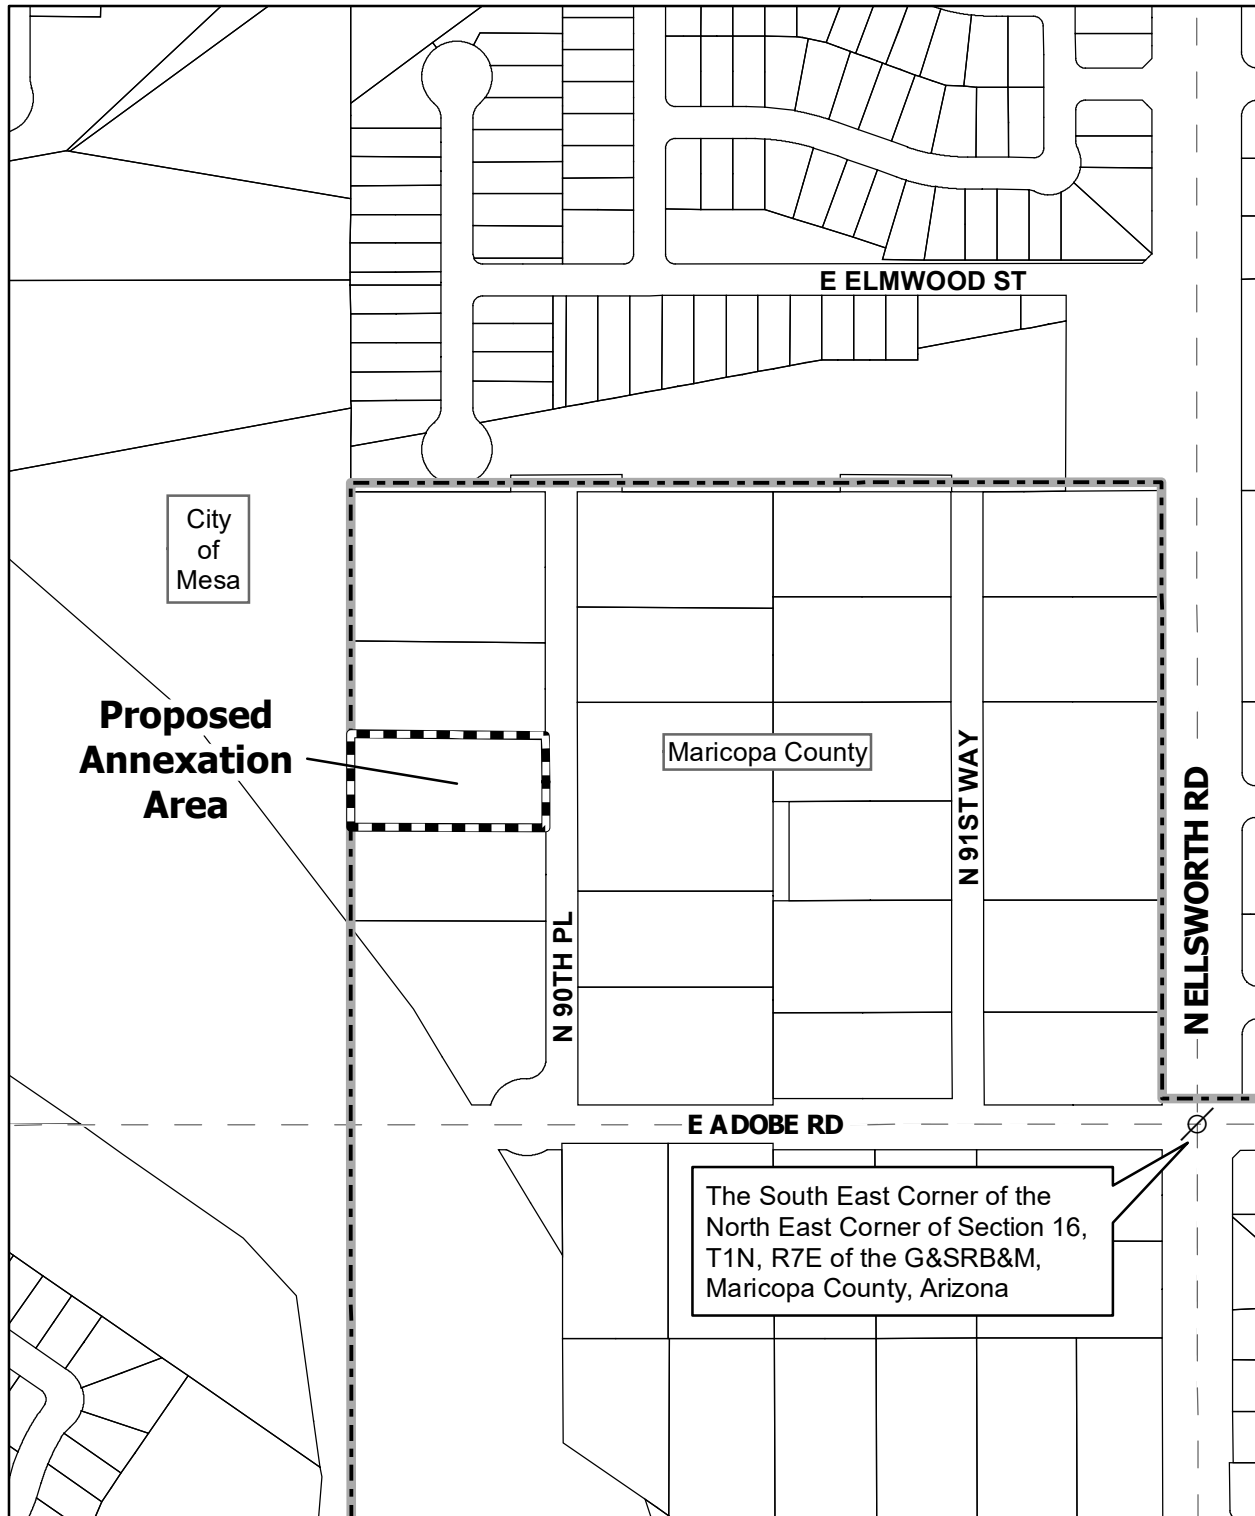 E ELMWOOD ST
City
of
Mesa
Proposed
Annexation
Area
Maricopa County
N 91ST WAY
N ELLSWORTH RD
N 90TH PL
E ADOBE RD
The South East Corner of the
North East Corner of Section 16,
T1N, R7E of the G&SRB&M,
Maricopa County, Arizona